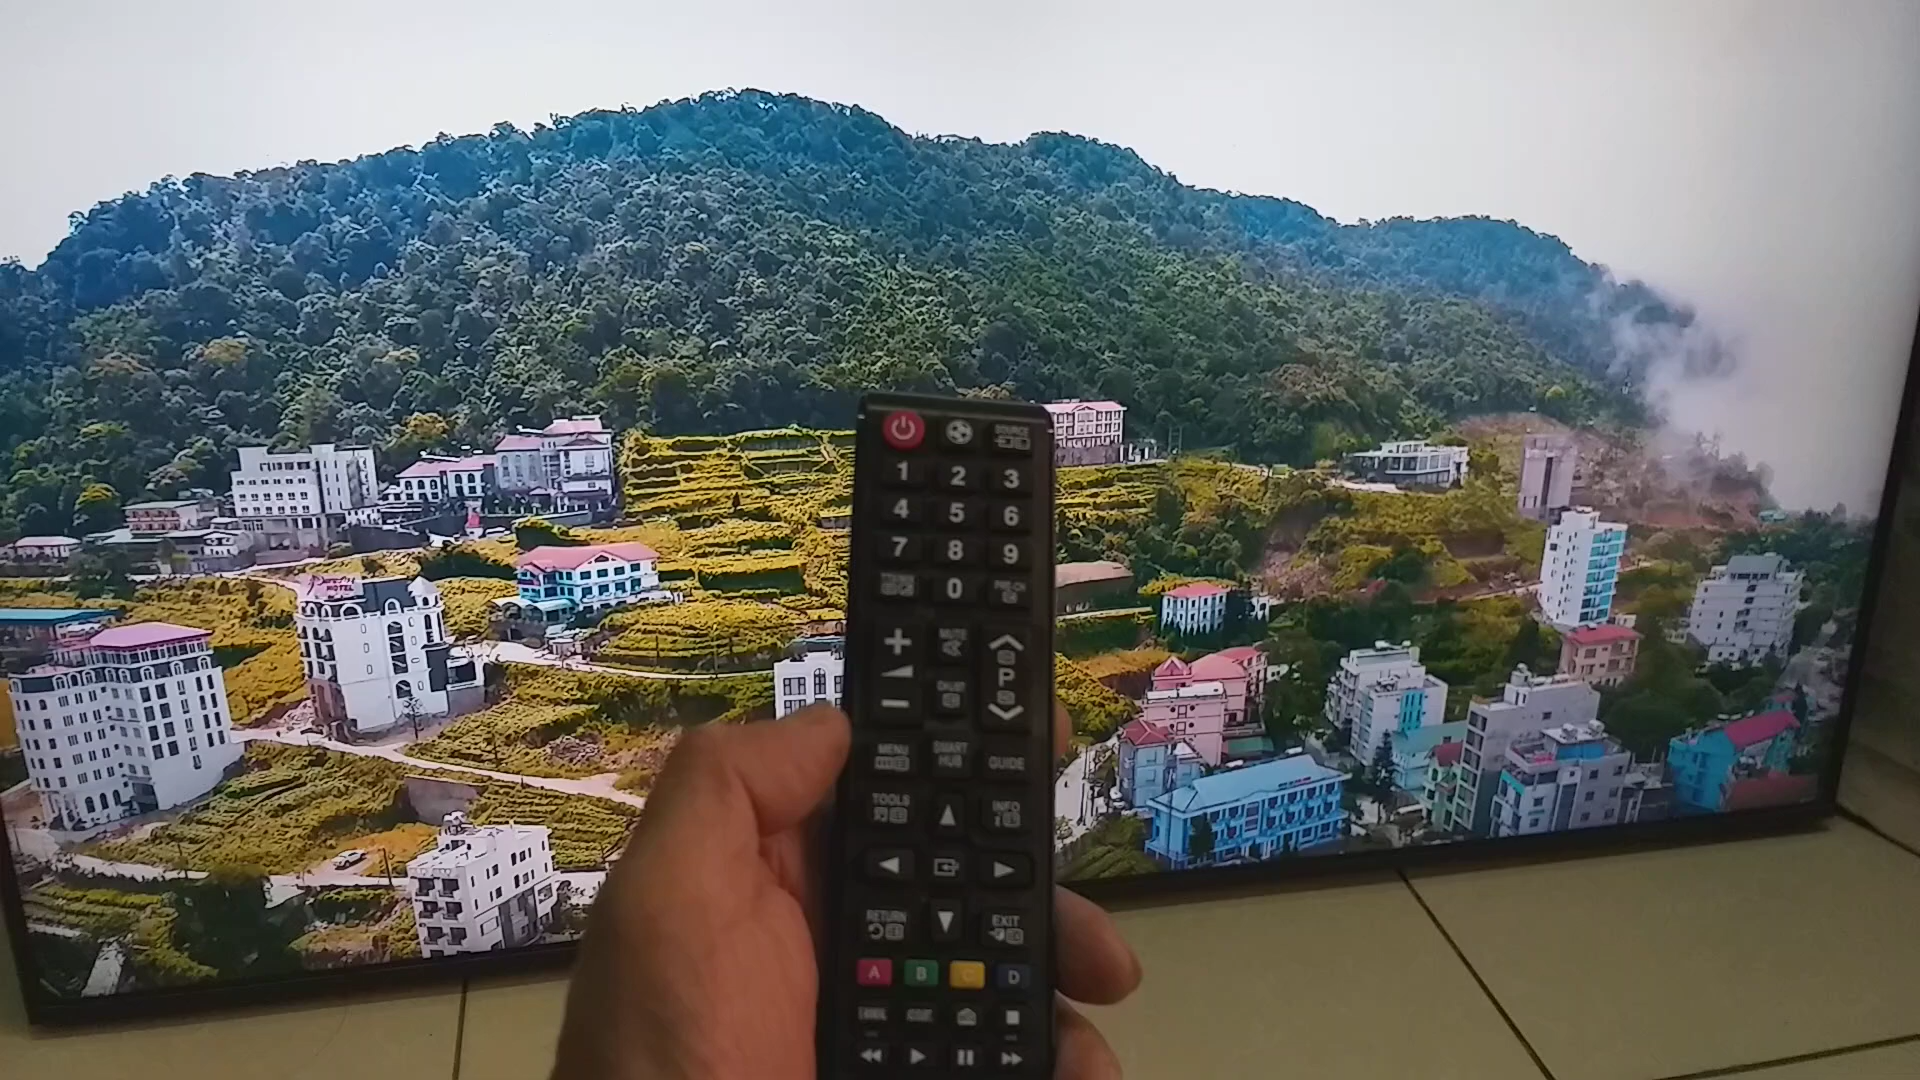 SOURCE
1 2 3
4 5 6
7 8 9
0 PRE-CH
MUTE
P
CH LIST
MENU SMART HUB GUIDE
TOOLS INFO
RETURN EXIT
A B C D
HOTEL